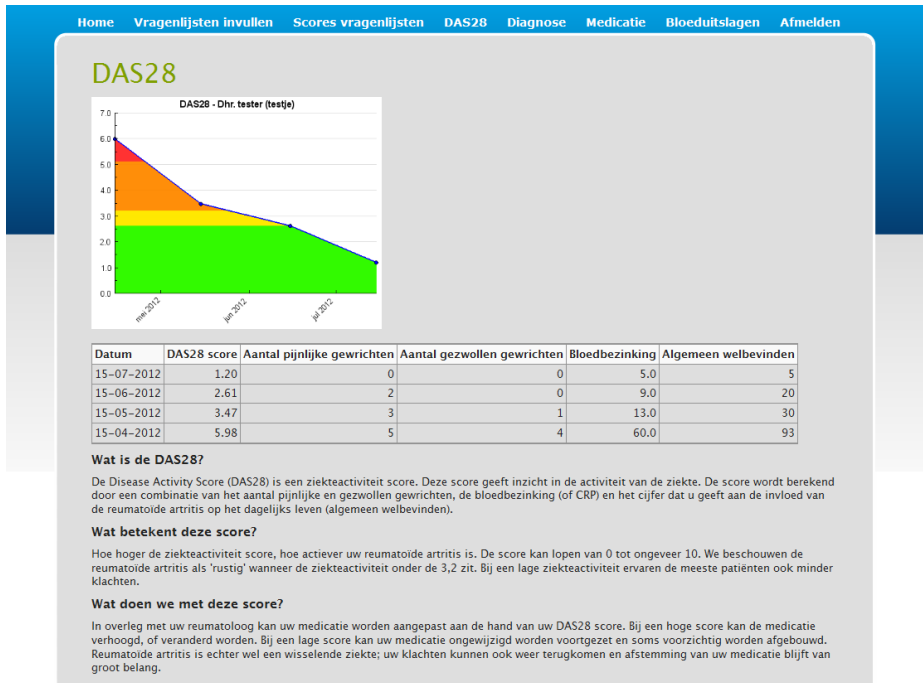 Home Vragenlijsten invullen Scores vragenlijsten DAS28 Diagnose Medicatie Bloeduitslagen Afmelden
DAS28
DAS28 - Dhr. tester (testje)
7.0
6.0
5.0
4.0
3.0
2.0
1.0
0.0
mei 2012 jun 2012 jul 2012
Datum DAS28 score Aantal pijnlijke gewrichten Aantal gezwollen gewrichten Bloedbezinking Algemeen welbevinden
15-07-2012 1.20 0 0 5.0 5
15-06-2012 2.61 2 0 9.0 20
15-05-2012 3.47 3 1 13.0 30
15-04-2012 5.98 5 4 60.0 93
Wat is de DAS28?
De Disease Activity Score (DAS28) is een ziekteactiviteit score. Deze score geeft inzicht in de activiteit van de ziekte. De score wordt berekend
door een combinatie van het aantal pijnlijke en gezwollen gewrichten, de bloedbezinking (of CRP) en het cijfer dat u geeft aan de invloed van
de reumatoïde artritis op het dagelijks leven (algemeen welbevinden).
Wat betekent deze score?
Hoe hoger de ziekteactiviteit score, hoe actiever uw reumatoïde artritis is. De score kan lopen van 0 tot ongeveer 10. We beschouwen de
reumatoïde artritis als 'rustig' wanneer de ziekteactiviteit onder de 3,2 zit. Bij een lage ziekteactiviteit ervaren de meeste patiënten ook minder
klachten.
Wat doen we met deze score?
In overleg met uw reumatoloog kan uw medicatie worden aangepast aan de hand van uw DAS28 score. Bij een hoge score kan de medicatie
verhoogd, of veranderd worden. Bij een lage score kan uw medicatie ongewijzigd worden voortgezet en soms voorzichtig worden afgebouwd.
Reumatoïde artritis is echter wel een wisselende ziekte; uw klachten kunnen ook weer terugkomen en afstemming van uw medicatie blijft van
groot belang.